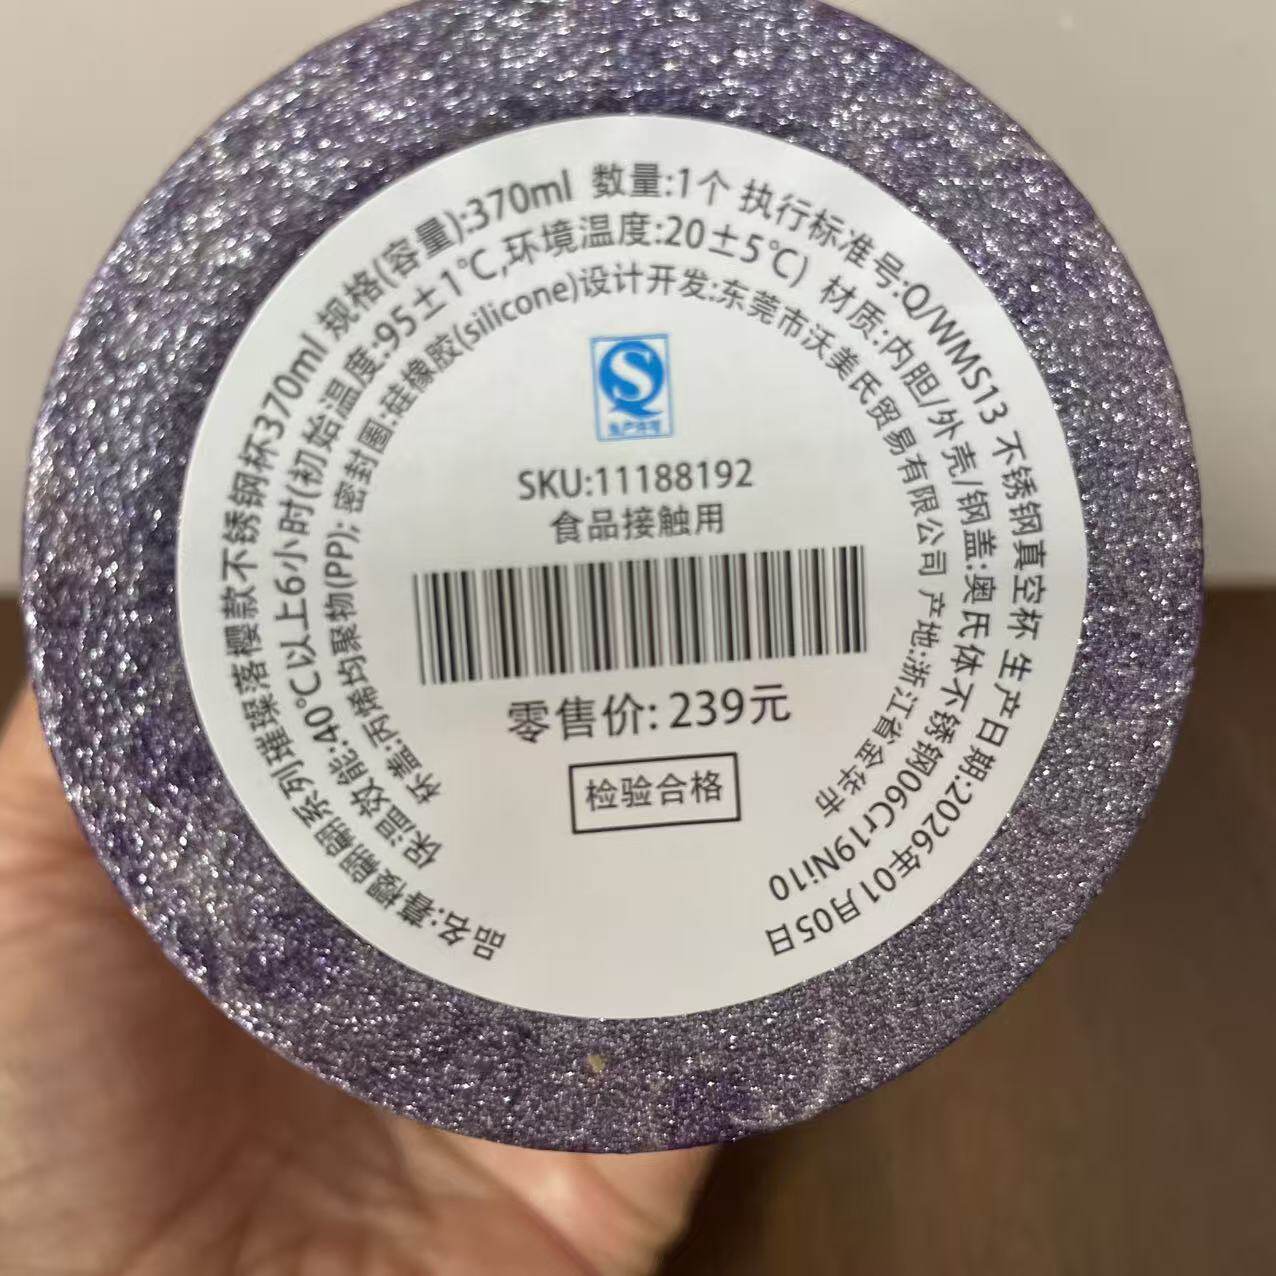 品名:暮樱翩翩系列璀璨落樱款不锈钢杯370ml 规格(容量):370ml 数量:1个 执行标准号:Q/WMS13 不锈钢真空杯 生产日期:2026年01月05日
保温效能:40℃以上6小时(初始温度:95±1℃,环境温度:20±5℃) 材质:内胆/外壳/钢盖:奥氏体不锈钢06Cr19Ni10
杯盖:丙烯均聚物(PP); 密封圈:硅橡胶(silicone)设计开发:东莞市沃美氏贸易有限公司 产地:浙江省金华市
生产许可
SKU:11188192
食品接触用
零售价: 239元
检验合格